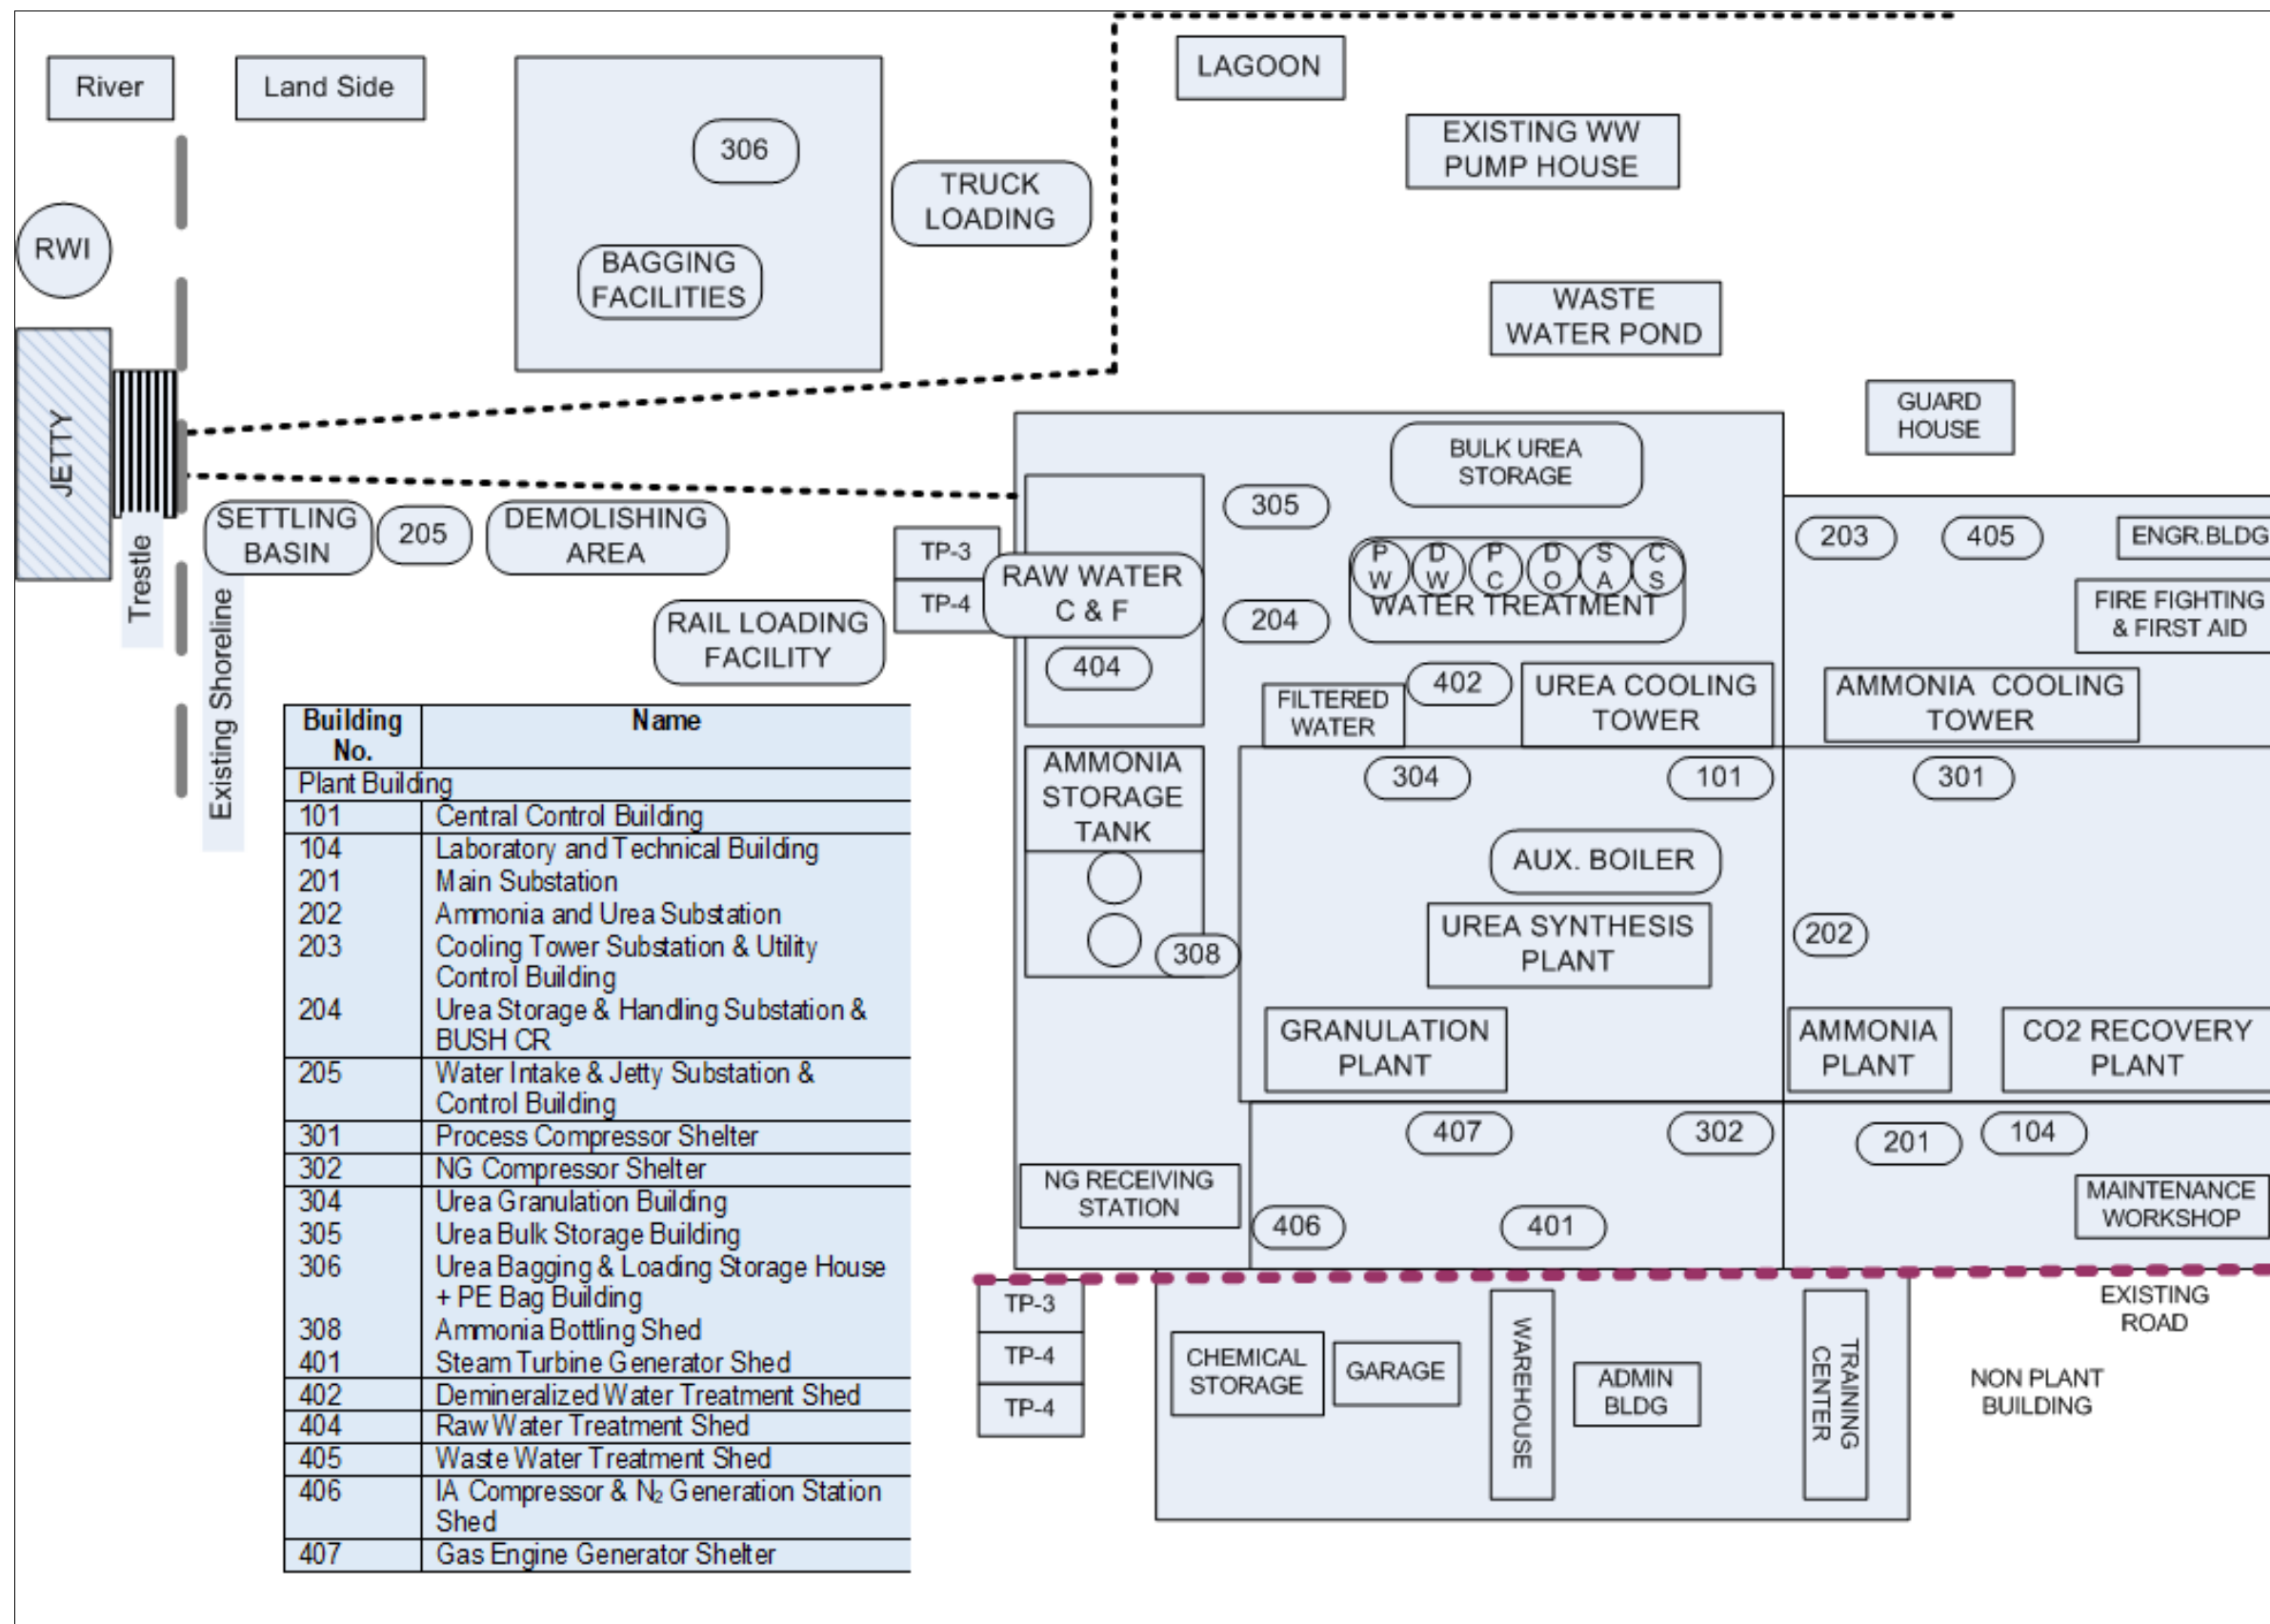 River
Land Side
LAGOON
EXISTING WW
PUMP HOUSE
306
TRUCK
LOADING
RWI
BAGGING
FACILITIES
WASTE
WATER POND
GUARD
HOUSE
JETTY
Trestle
Existing Shoreline
SETTLING
BASIN
205
DEMOLISHING
AREA
RAIL LOADING
FACILITY
TP-3
TP-4
RAW WATER
C & F
404
305
204
BULK UREA
STORAGE
P
W
D
W
P
C
D
O
S
A
C
S
WATER TREATMENT
FILTERED
WATER
402
UREA COOLING
TOWER
203
405
ENGR.BLDG
FIRE FIGHTING
& FIRST AID
AMMONIA COOLING
TOWER
AMMONIA
STORAGE
TANK
308
304
101
301
AUX. BOILER
UREA SYNTHESIS
PLANT
202
GRANULATION
PLANT
AMMONIA
PLANT
CO2 RECOVERY
PLANT
407
302
201
104
NG RECEIVING
STATION
406
401
MAINTENANCE
WORKSHOP
TP-3
TP-4
TP-4
CHEMICAL
STORAGE
GARAGE
WAREHOUSE
ADMIN
BLDG
TRAINING
CENTER
EXISTING
ROAD
NON PLANT
BUILDING
Building No. Name
Plant Building
101 Central Control Building
104 Laboratory and Technical Building
201 Main Substation
202 Ammonia and Urea Substation
203 Cooling Tower Substation & Utility
Control Building
204 Urea Storage & Handling Substation &
BUSH CR
205 Water Intake & Jetty Substation &
Control Building
301 Process Compressor Shelter
302 NG Compressor Shelter
304 Urea Granulation Building
305 Urea Bulk Storage Building
306 Urea Bagging & Loading Storage House
+ PE Bag Building
308 Ammonia Bottling Shed
401 Steam Turbine Generator Shed
402 Demineralized Water Treatment Shed
404 Raw Water Treatment Shed
405 Waste Water Treatment Shed
406 IA Compressor & N₂ Generation Station
Shed
407 Gas Engine Generator Shelter